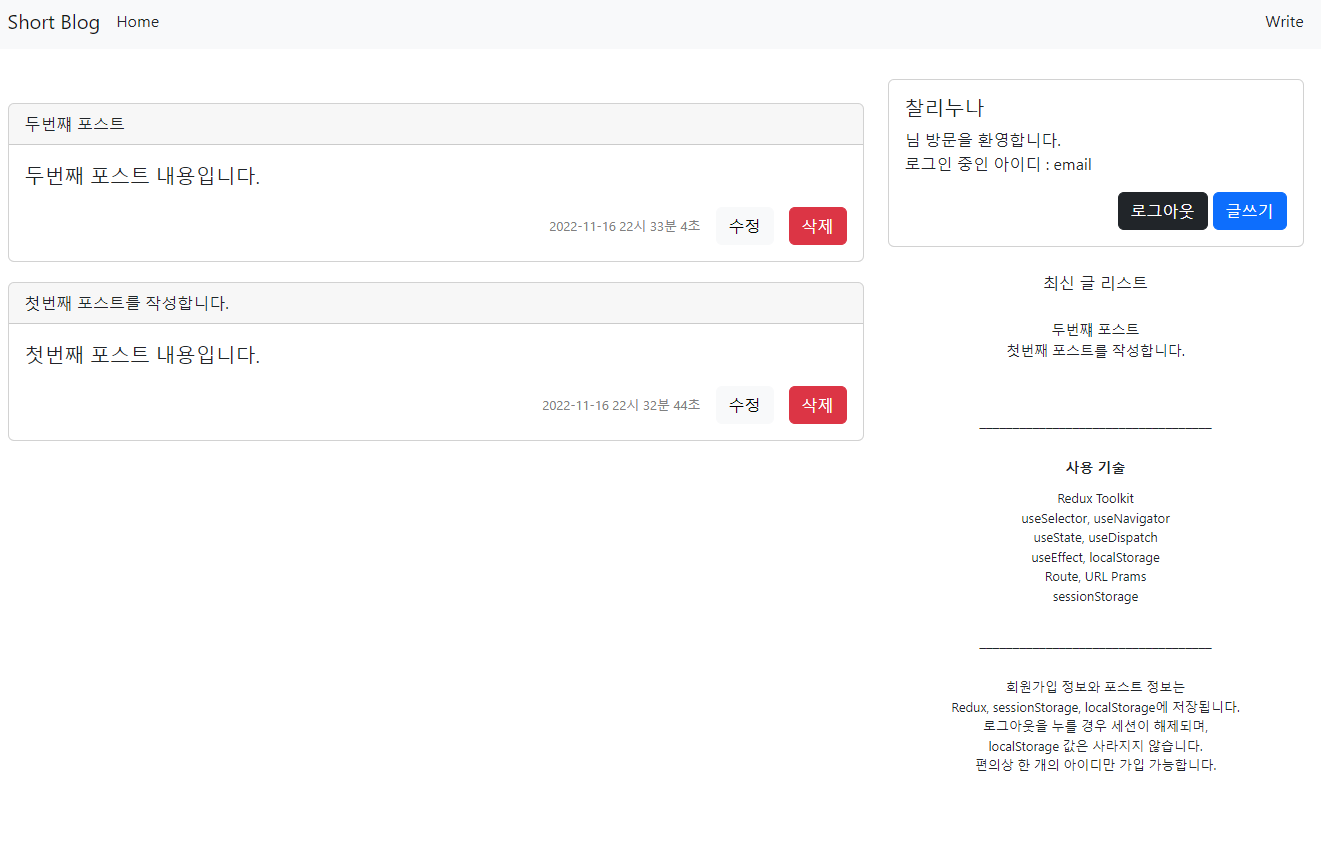 Short Blog Home Write
두번쨰 포스트
두번째 포스트 내용입니다.
2022-11-16 22시 33분 4초 수정 삭제
첫번째 포스트를 작성합니다.
첫번째 포스트 내용입니다.
2022-11-16 22시 32분 44초 수정 삭제
찰리누나
님 방문을 환영합니다.
로그인 중인 아이디 : email
로그아웃 글쓰기
최신 글 리스트
두번쨰 포스트
첫번째 포스트를 작성합니다.
사용 기술
Redux Toolkit
useSelector, useNavigator
useState, useDispatch
useEffect, localStorage
Route, URL Prams
sessionStorage
회원가입 정보와 포스트 정보는
Redux, sessionStorage, localStorage에 저장됩니다.
로그아웃을 누를 경우 세션이 해제되며,
localStorage 값은 사라지지 않습니다.
편의상 한 개의 아이디만 가입 가능합니다.